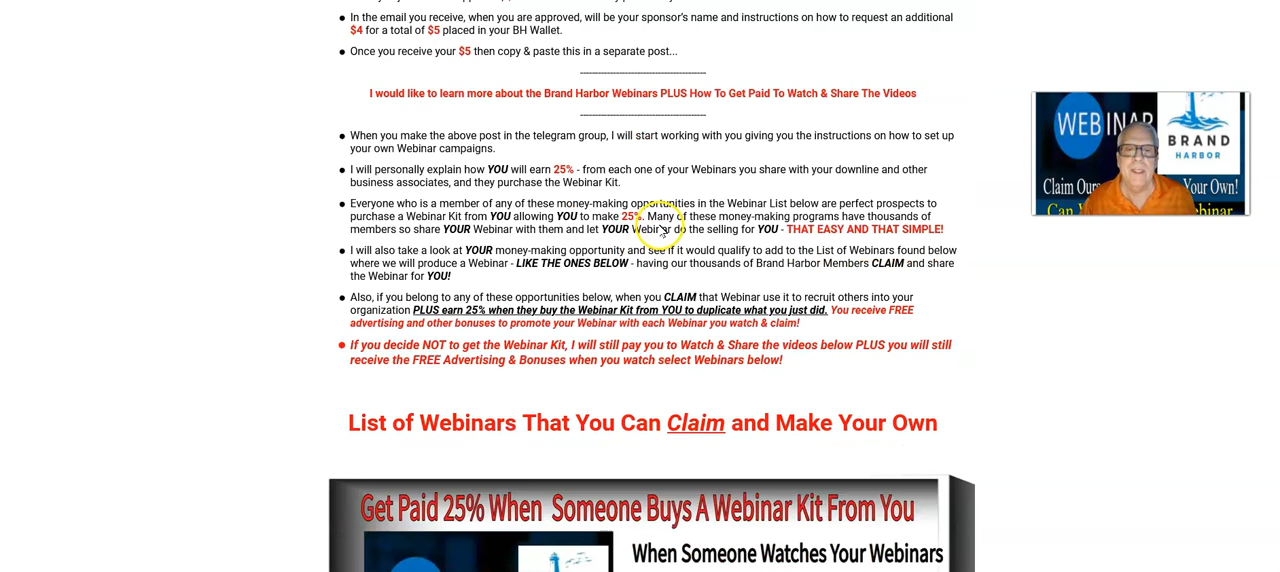 In the email you receive, when you are approved, will be your sponsor's name and instructions on how to request an additional
$4 for a total of $5 placed in your BH Wallet.
Once you receive your $5 then copy & paste this in a separate post...
------------------------------------------
I would like to learn more about the Brand Harbor Webinars PLUS How To Get Paid To Watch & Share The Videos
------------------------------------------
When you make the above post in the telegram group, I will start working with you giving you the instructions on how to set up
your own Webinar campaigns.
I will personally explain how YOU will earn 25% - from each one of your Webinars you share with your downline and other
business associates, and they purchase the Webinar Kit.
Everyone who is a member of any of these money-making opportunities in the Webinar List below are perfect prospects to
purchase a Webinar Kit from YOU allowing YOU to make 25%. Many of these money-making programs have thousands of
members so share YOUR Webinar with them and let YOUR Webinar do the selling for YOU - THAT EASY AND THAT SIMPLE!
I will also take a look at YOUR money-making opportunity and see if it would qualify to add to the List of Webinars found below
where we will produce a Webinar - LIKE THE ONES BELOW - having our thousands of Brand Harbor Members CLAIM and share
the Webinar for YOU!
Also, if you belong to any of these opportunities below, when you CLAIM that Webinar use it to recruit others into your
organization PLUS earn 25% when they buy the Webinar Kit from YOU to duplicate what you just did. You receive FREE
advertising and other bonuses to promote your Webinar with each Webinar you watch & claim!
If you decide NOT to get the Webinar Kit, I will still pay you to Watch & Share the videos below PLUS you will still
receive the FREE Advertising & Bonuses when you watch select Webinars below!
List of Webinars That You Can Claim and Make Your Own
Get Paid 25% When Someone Buys A Webinar Kit From You
When Someone Watches Your Webinars
WEBINAR
BRAND
HARBOR
Claim Our
Your Own!